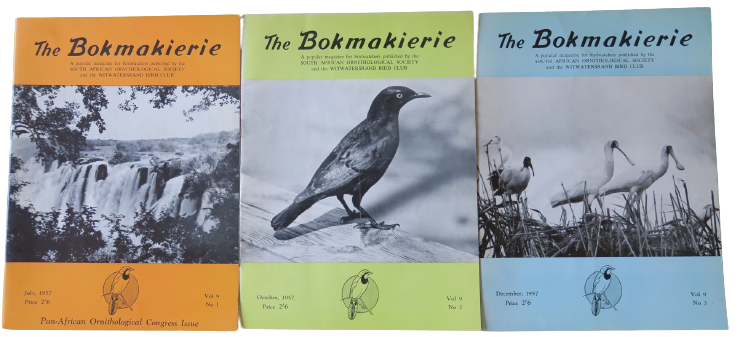 The Bokmakierie
A popular magazine for birdwatchers published by the
SOUTH AFRICAN ORNITHOLOGICAL SOCIETY
and the WITWATERSRAND BIRD CLUB
July, 1957
Price 2'6
Vol 9
No 1
Pan-African Ornithological Congress Issue
The Bokmakierie
A popular magazine for birdwatchers published by the
SOUTH AFRICAN ORNITHOLOGICAL SOCIETY
and the WITWATERSRAND BIRD CLUB
October, 1957
Price 2'6
Vol 9
No 2
The Bokmakierie
A popular magazine for birdwatchers published by the
SOUTH AFRICAN ORNITHOLOGICAL SOCIETY
and the WITWATERSRAND BIRD CLUB
December, 1957
Price 2'6
Vol 9
No 3